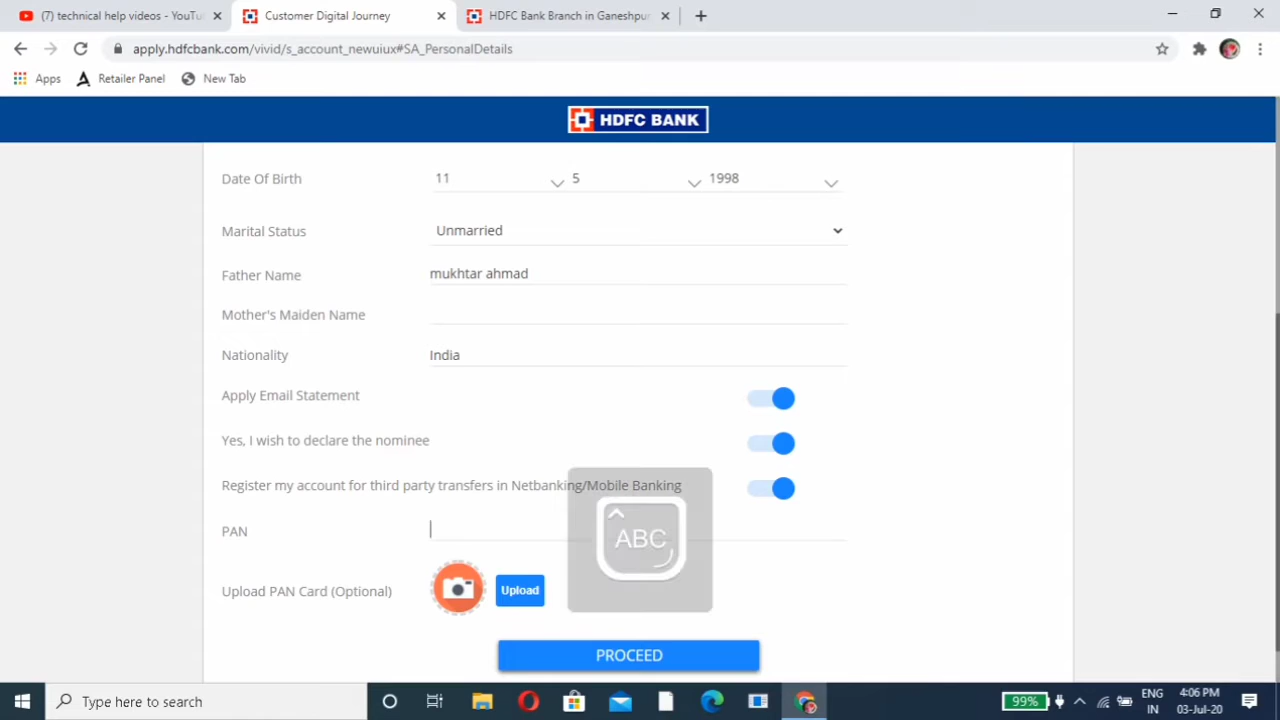 (7) technical help videos - YouTu
Customer Digital Journey
HDFC Bank Branch in Ganeshpur
apply.hdfcbank.com/vivid/s_account_newuiux#SA_PersonalDetails
Apps
Retailer Panel
New Tab
HDFC BANK
Date Of Birth 11 5 1998
Marital Status Unmarried
Father Name mukhtar ahmad
Mother's Maiden Name
Nationality India
Apply Email Statement
Yes, I wish to declare the nominee
Register my account for third party transfers in Netbanking/Mobile Banking
PAN
ABC
Upload PAN Card (Optional) Upload
PROCEED
Type here to search
99%
ENG
IN
4:06 PM
03-Jul-20